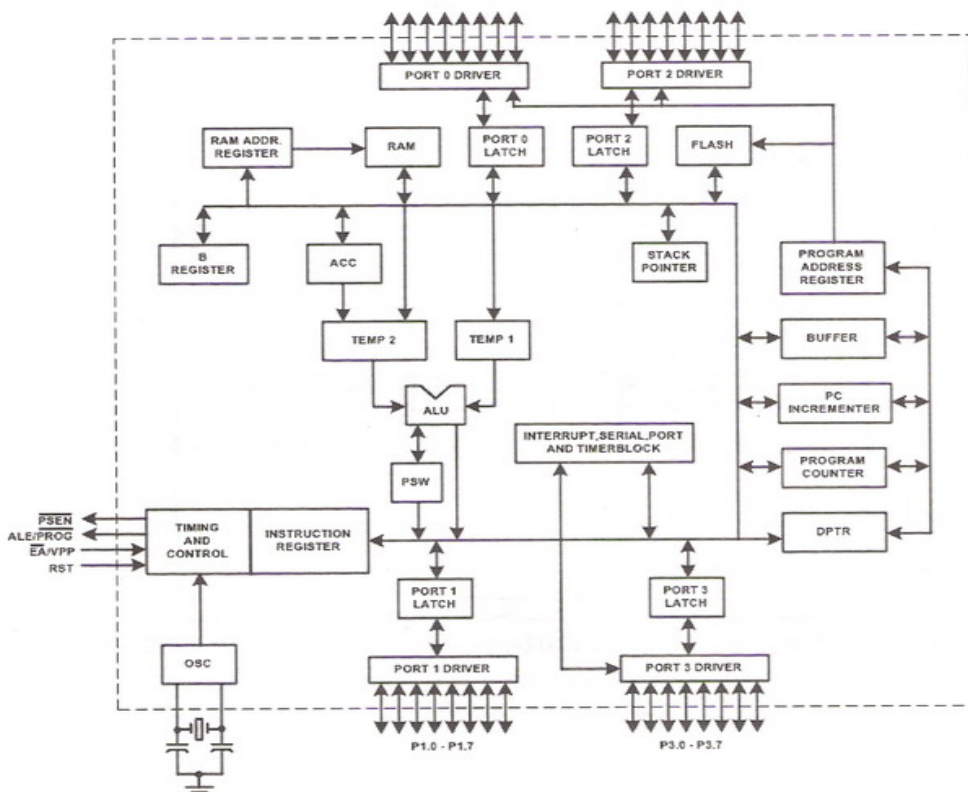 PORT 0 DRIVER
PORT 2 DRIVER
RAM ADDR.
REGISTER
RAM
PORT 0
LATCH
PORT 2
LATCH
FLASH
B
REGISTER
ACC
STACK
POINTER
PROGRAM
ADDRESS
REGISTER
TEMP 2
TEMP 1
BUFFER
ALU
PC
INCREMENTER
INTERRUPT,SERIAL,PORT
AND TIMERBLOCK
PSW
PROGRAM
COUNTER
PSEN
ALE/PROG
EA/VPP
RST
TIMING
AND
CONTROL
INSTRUCTION
REGISTER
DPTR
PORT 1
LATCH
PORT 3
LATCH
OSC
PORT 1 DRIVER
PORT 3 DRIVER
P1.0 - P1.7
P3.0 - P3.7